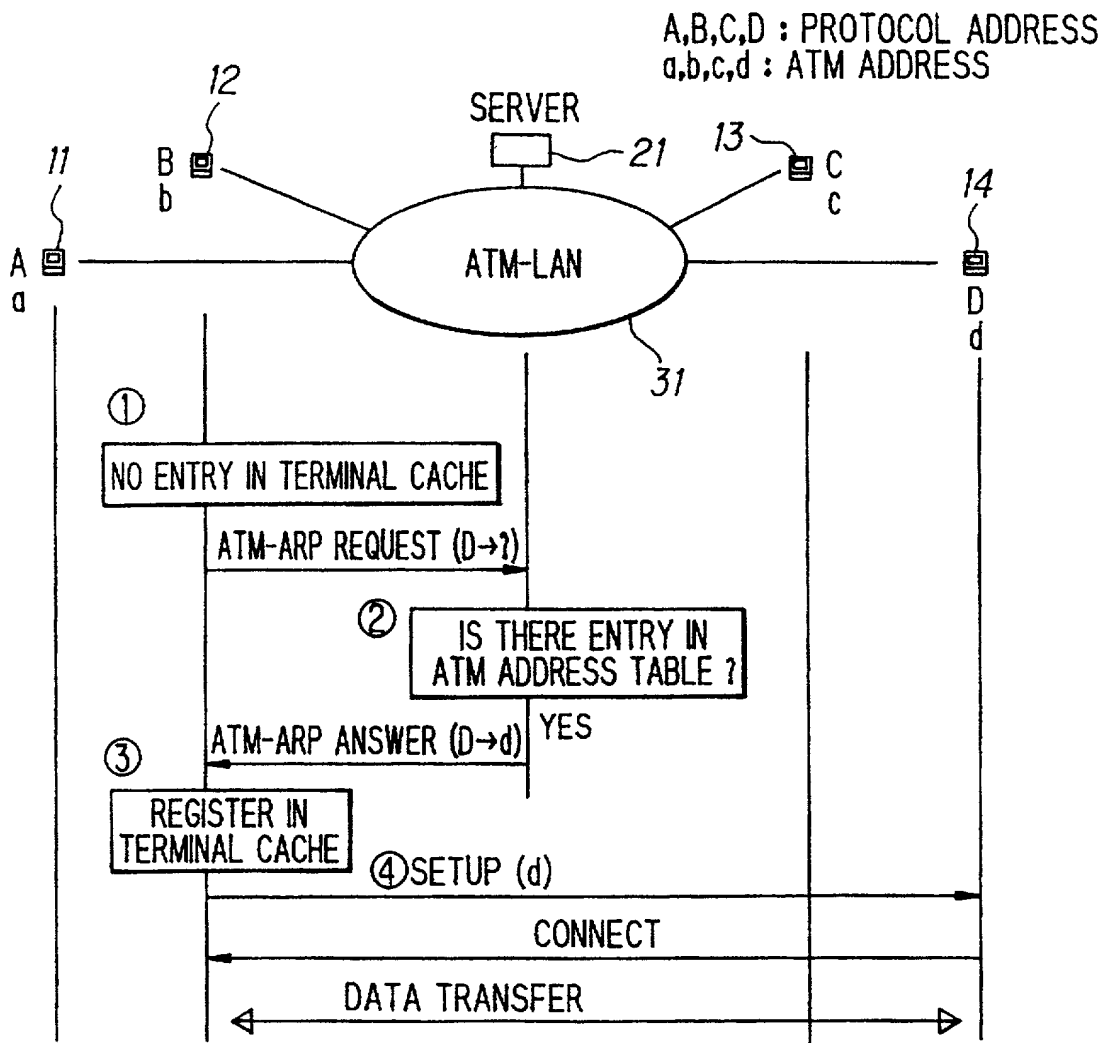 A,B,C,D : PROTOCOL ADDRESS
a,b,c,d : ATM ADDRESS
12
SERVER
13
21
11
B
b
C
c
14
A
a
ATM-LAN
D
d
31
①
NO ENTRY IN TERMINAL CACHE
ATM-ARP REQUEST (D→?)
②
IS THERE ENTRY IN
ATM ADDRESS TABLE ?
YES
ATM-ARP ANSWER (D→d)
③
REGISTER IN
TERMINAL CACHE
④ SETUP (d)
CONNECT
DATA TRANSFER